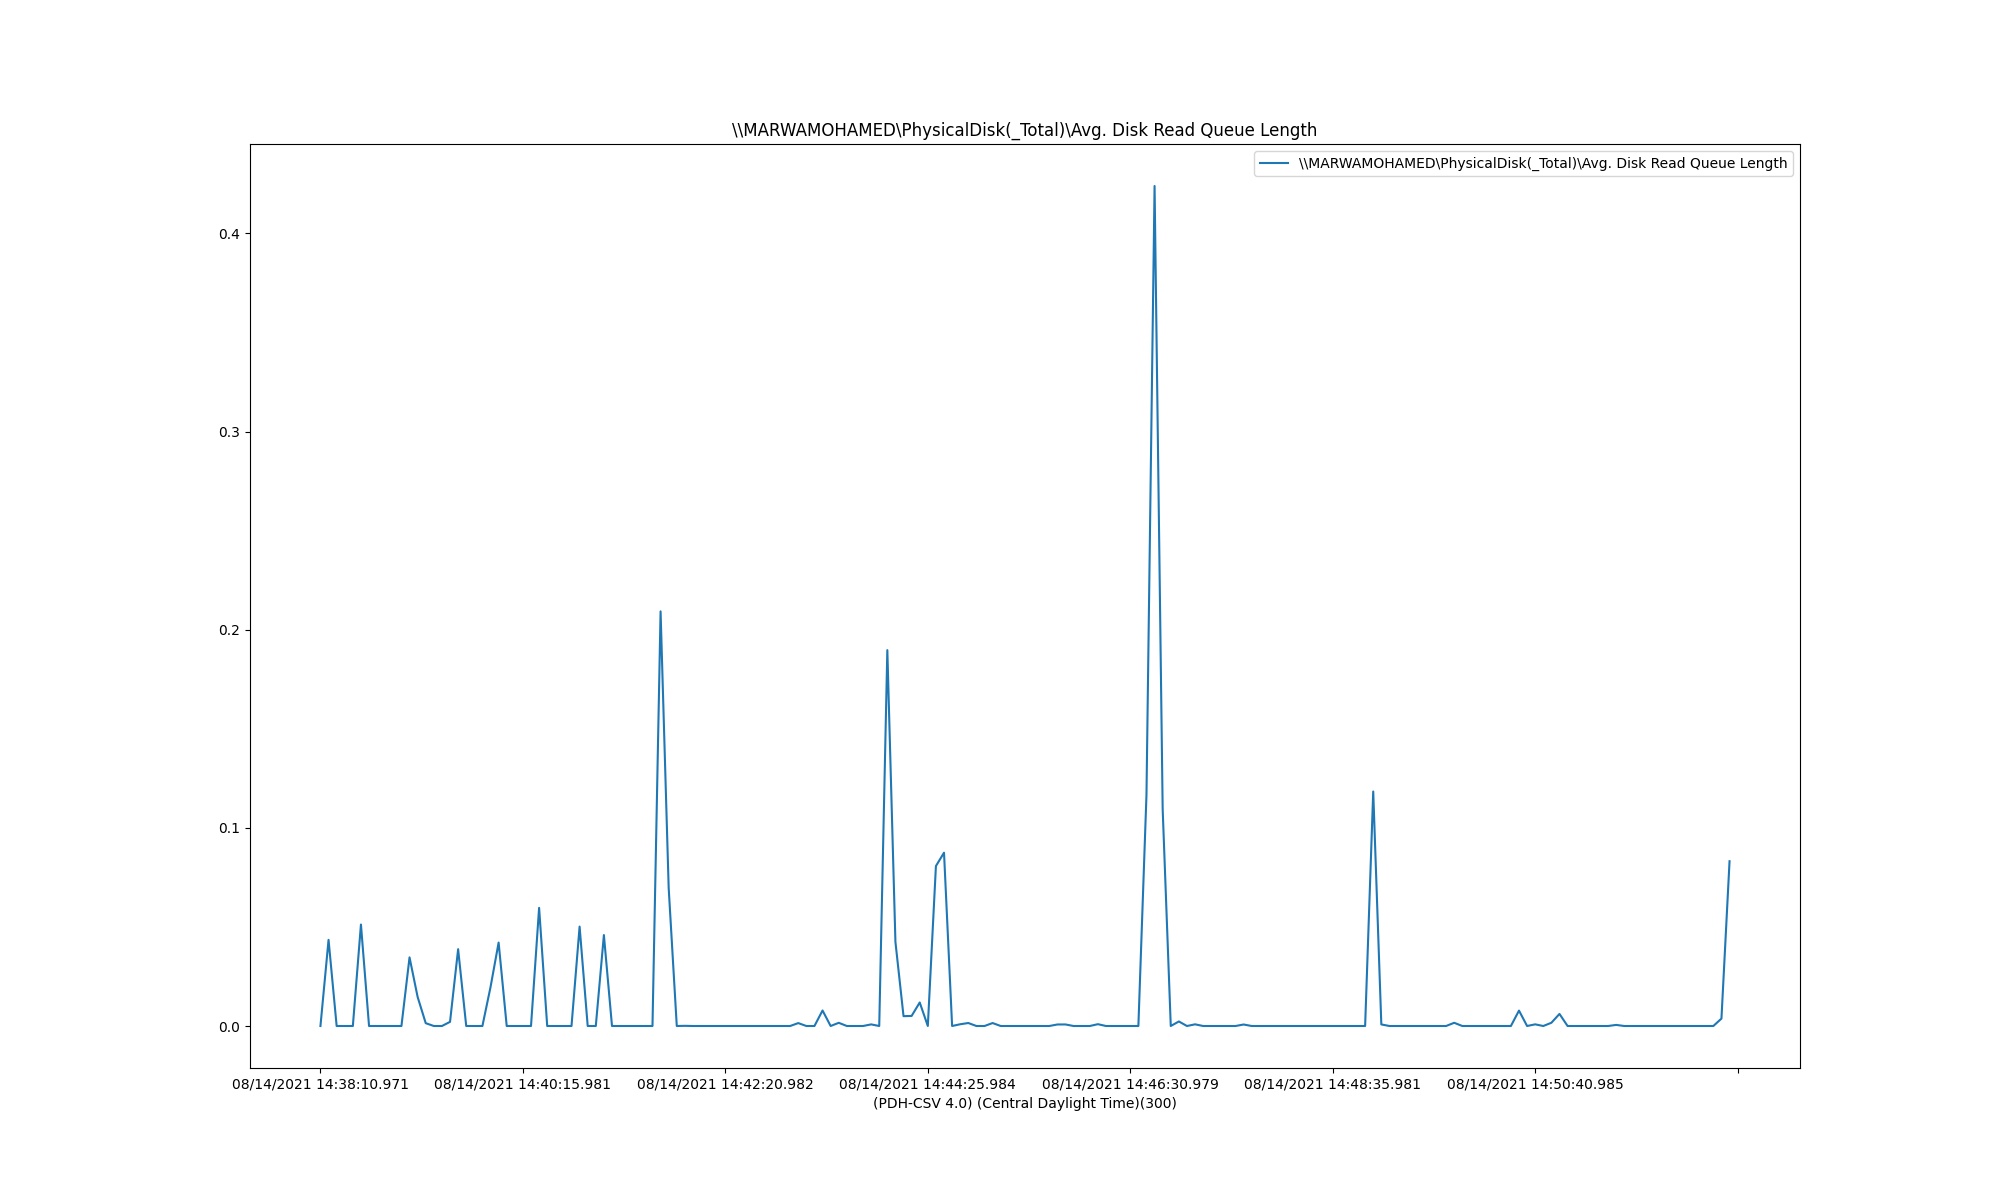 \\MARWAMOHAMED\PhysicalDisk(_Total)\Avg. Disk Read Queue Length
\\MARWAMOHAMED\PhysicalDisk(_Total)\Avg. Disk Read Queue Length
0.4
0.3
0.2
0.1
0.0
08/14/2021 14:38:10.971 08/14/2021 14:40:15.981 08/14/2021 14:42:20.982 08/14/2021 14:44:25.984 08/14/2021 14:46:30.979 08/14/2021 14:48:35.981 08/14/2021 14:50:40.985
(PDH-CSV 4.0) (Central Daylight Time)(300)